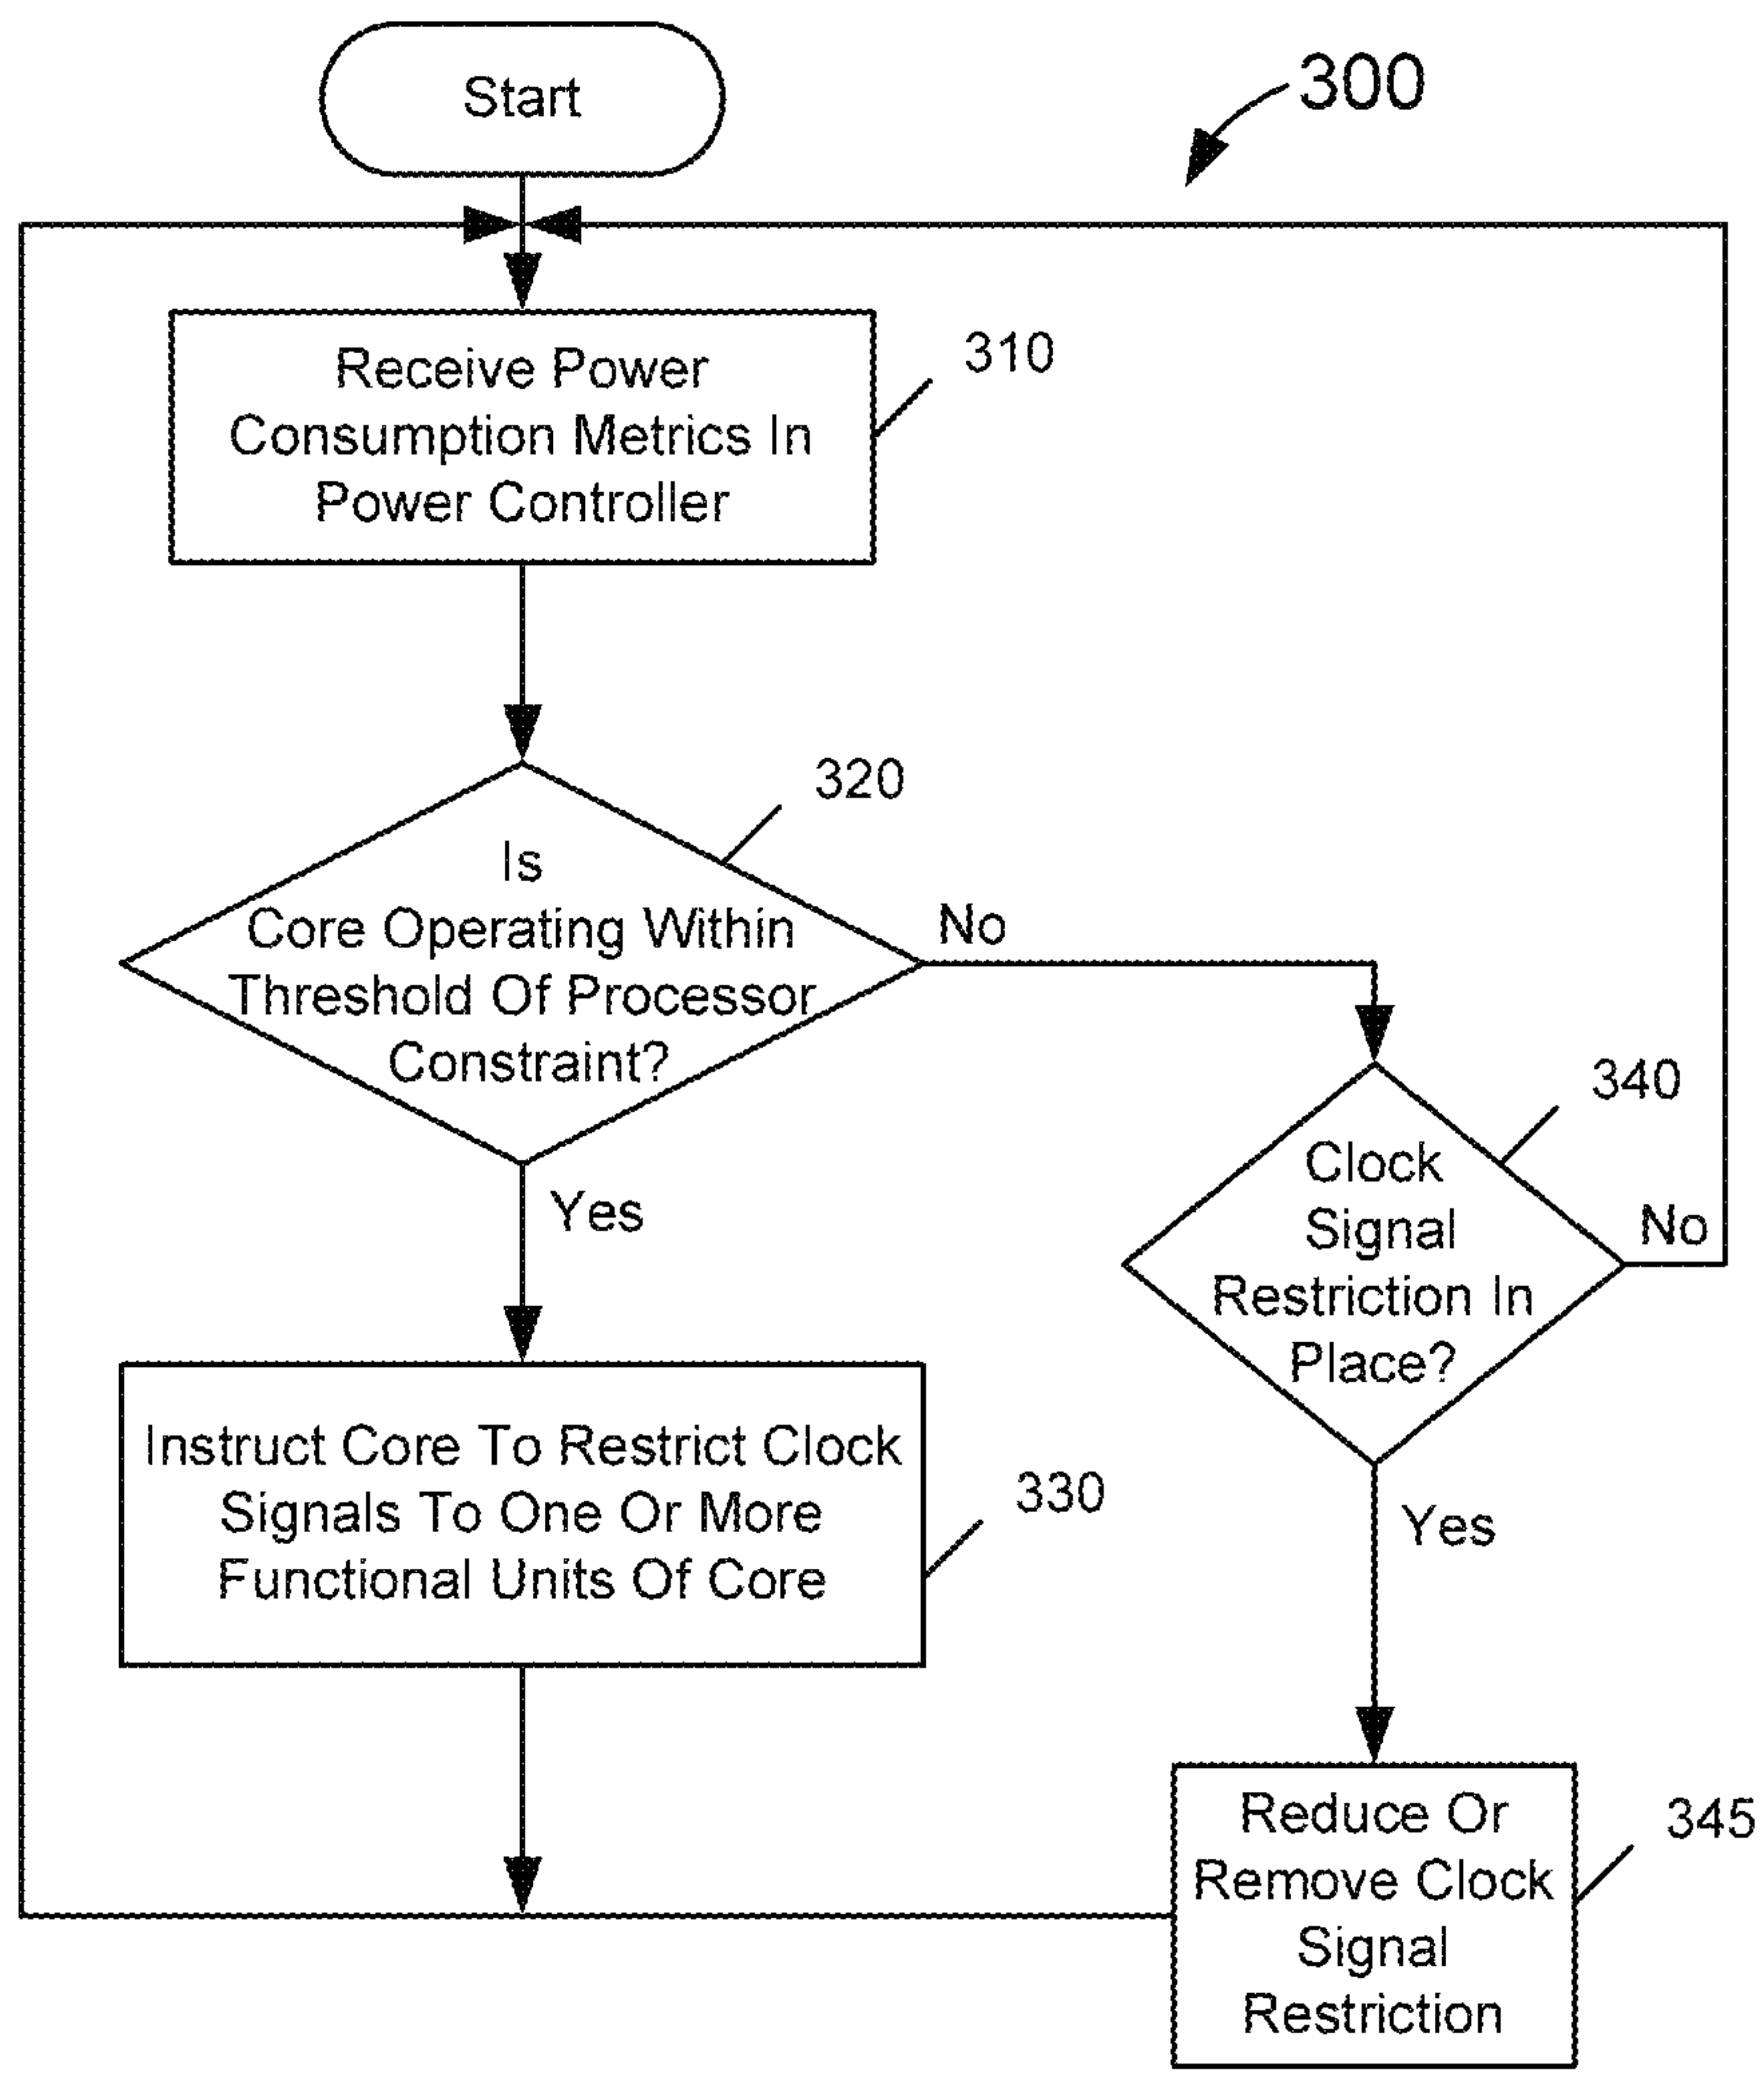 Start
300
Receive Power
Consumption Metrics In
Power Controller
310
Is
Core Operating Within
Threshold Of Processor
Constraint?
320
No
Yes
Clock
Signal
Restriction In
Place?
340
No
Yes
Instruct Core To Restrict Clock
Signals To One Or More
Functional Units Of Core
330
Reduce Or
Remove Clock
Signal
Restriction
345